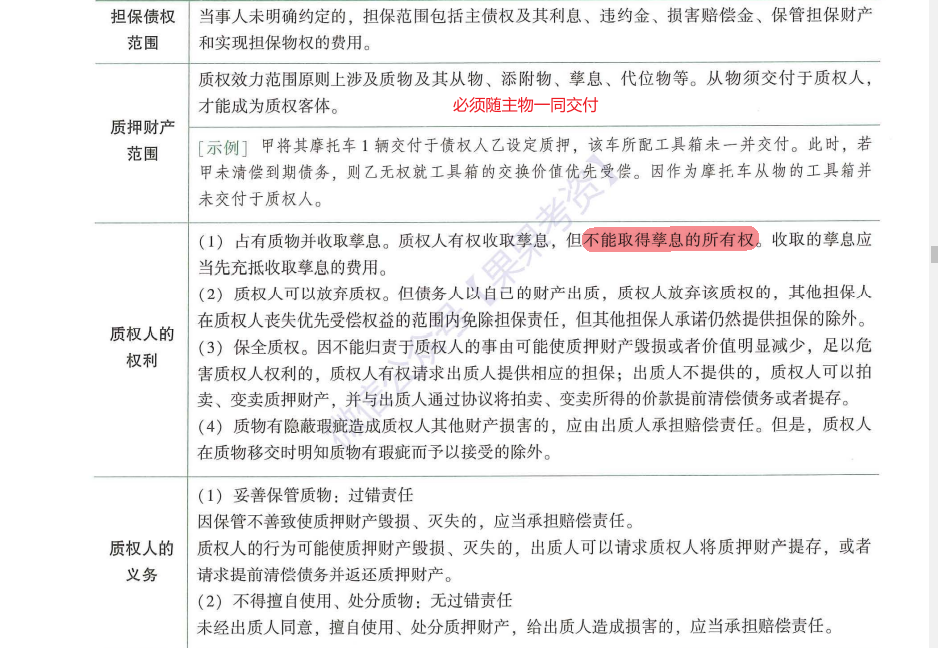 担保债权
范围
当事人未明确约定的，担保范围包括主债权及其利息、违约金、损害赔偿金、保管担保财产
和实现担保物权的费用。
质押财产
范围
质权效力范围原则上涉及质物及其从物、添附物、孳息、代位物等。从物须交付于质权人，
才能成为质权客体。
必须随主物一同交付
［示例］ 甲将其摩托车 1 辆交付于债权人乙设定质押，该车所配工具箱未一并交付。此时，若
甲未清偿到期债务，则乙无权就工具箱的交换价值优先受偿。因作为摩托车从物的工具箱并
未交付于质权人。
质权人的
权利
（1）占有质物并收取孳息。质权人有权收取孳息，但不能取得孳息的所有权。收取的孳息应
当先充抵收取孳息的费用。
（2）质权人可以放弃质权。但债务人以自己的财产出质，质权人放弃该质权的，其他担保人
在质权人丧失优先受偿权益的范围内免除担保责任，但其他担保人承诺仍然提供担保的除外。
（3）保全质权。因不能归责于质权人的事由可能使质押财产毁损或者价值明显减少，足以危
害质权人权利的，质权人有权请求出质人提供相应的担保；出质人不提供的，质权人可以拍
卖、变卖质押财产，并与出质人通过协议将拍卖、变卖所得的价款提前清偿债务或者提存。
（4）质物有隐蔽瑕疵造成质权人其他财产损害的，应由出质人承担赔偿责任。但是，质权人
在质物移交时明知质物有瑕疵而予以接受的除外。
质权人的
义务
（1）妥善保管质物：过错责任
因保管不善致使质押财产毁损、灭失的，应当承担赔偿责任。
质权人的行为可能使质押财产毁损、灭失的，出质人可以请求质权人将质押财产提存，或者
请求提前清偿债务并返还质押财产。
（2）不得擅自使用、处分质物：无过错责任
未经出质人同意，擅自使用、处分质押财产，给出质人造成损害的，应当承担赔偿责任。
微信公众号【果果考资】